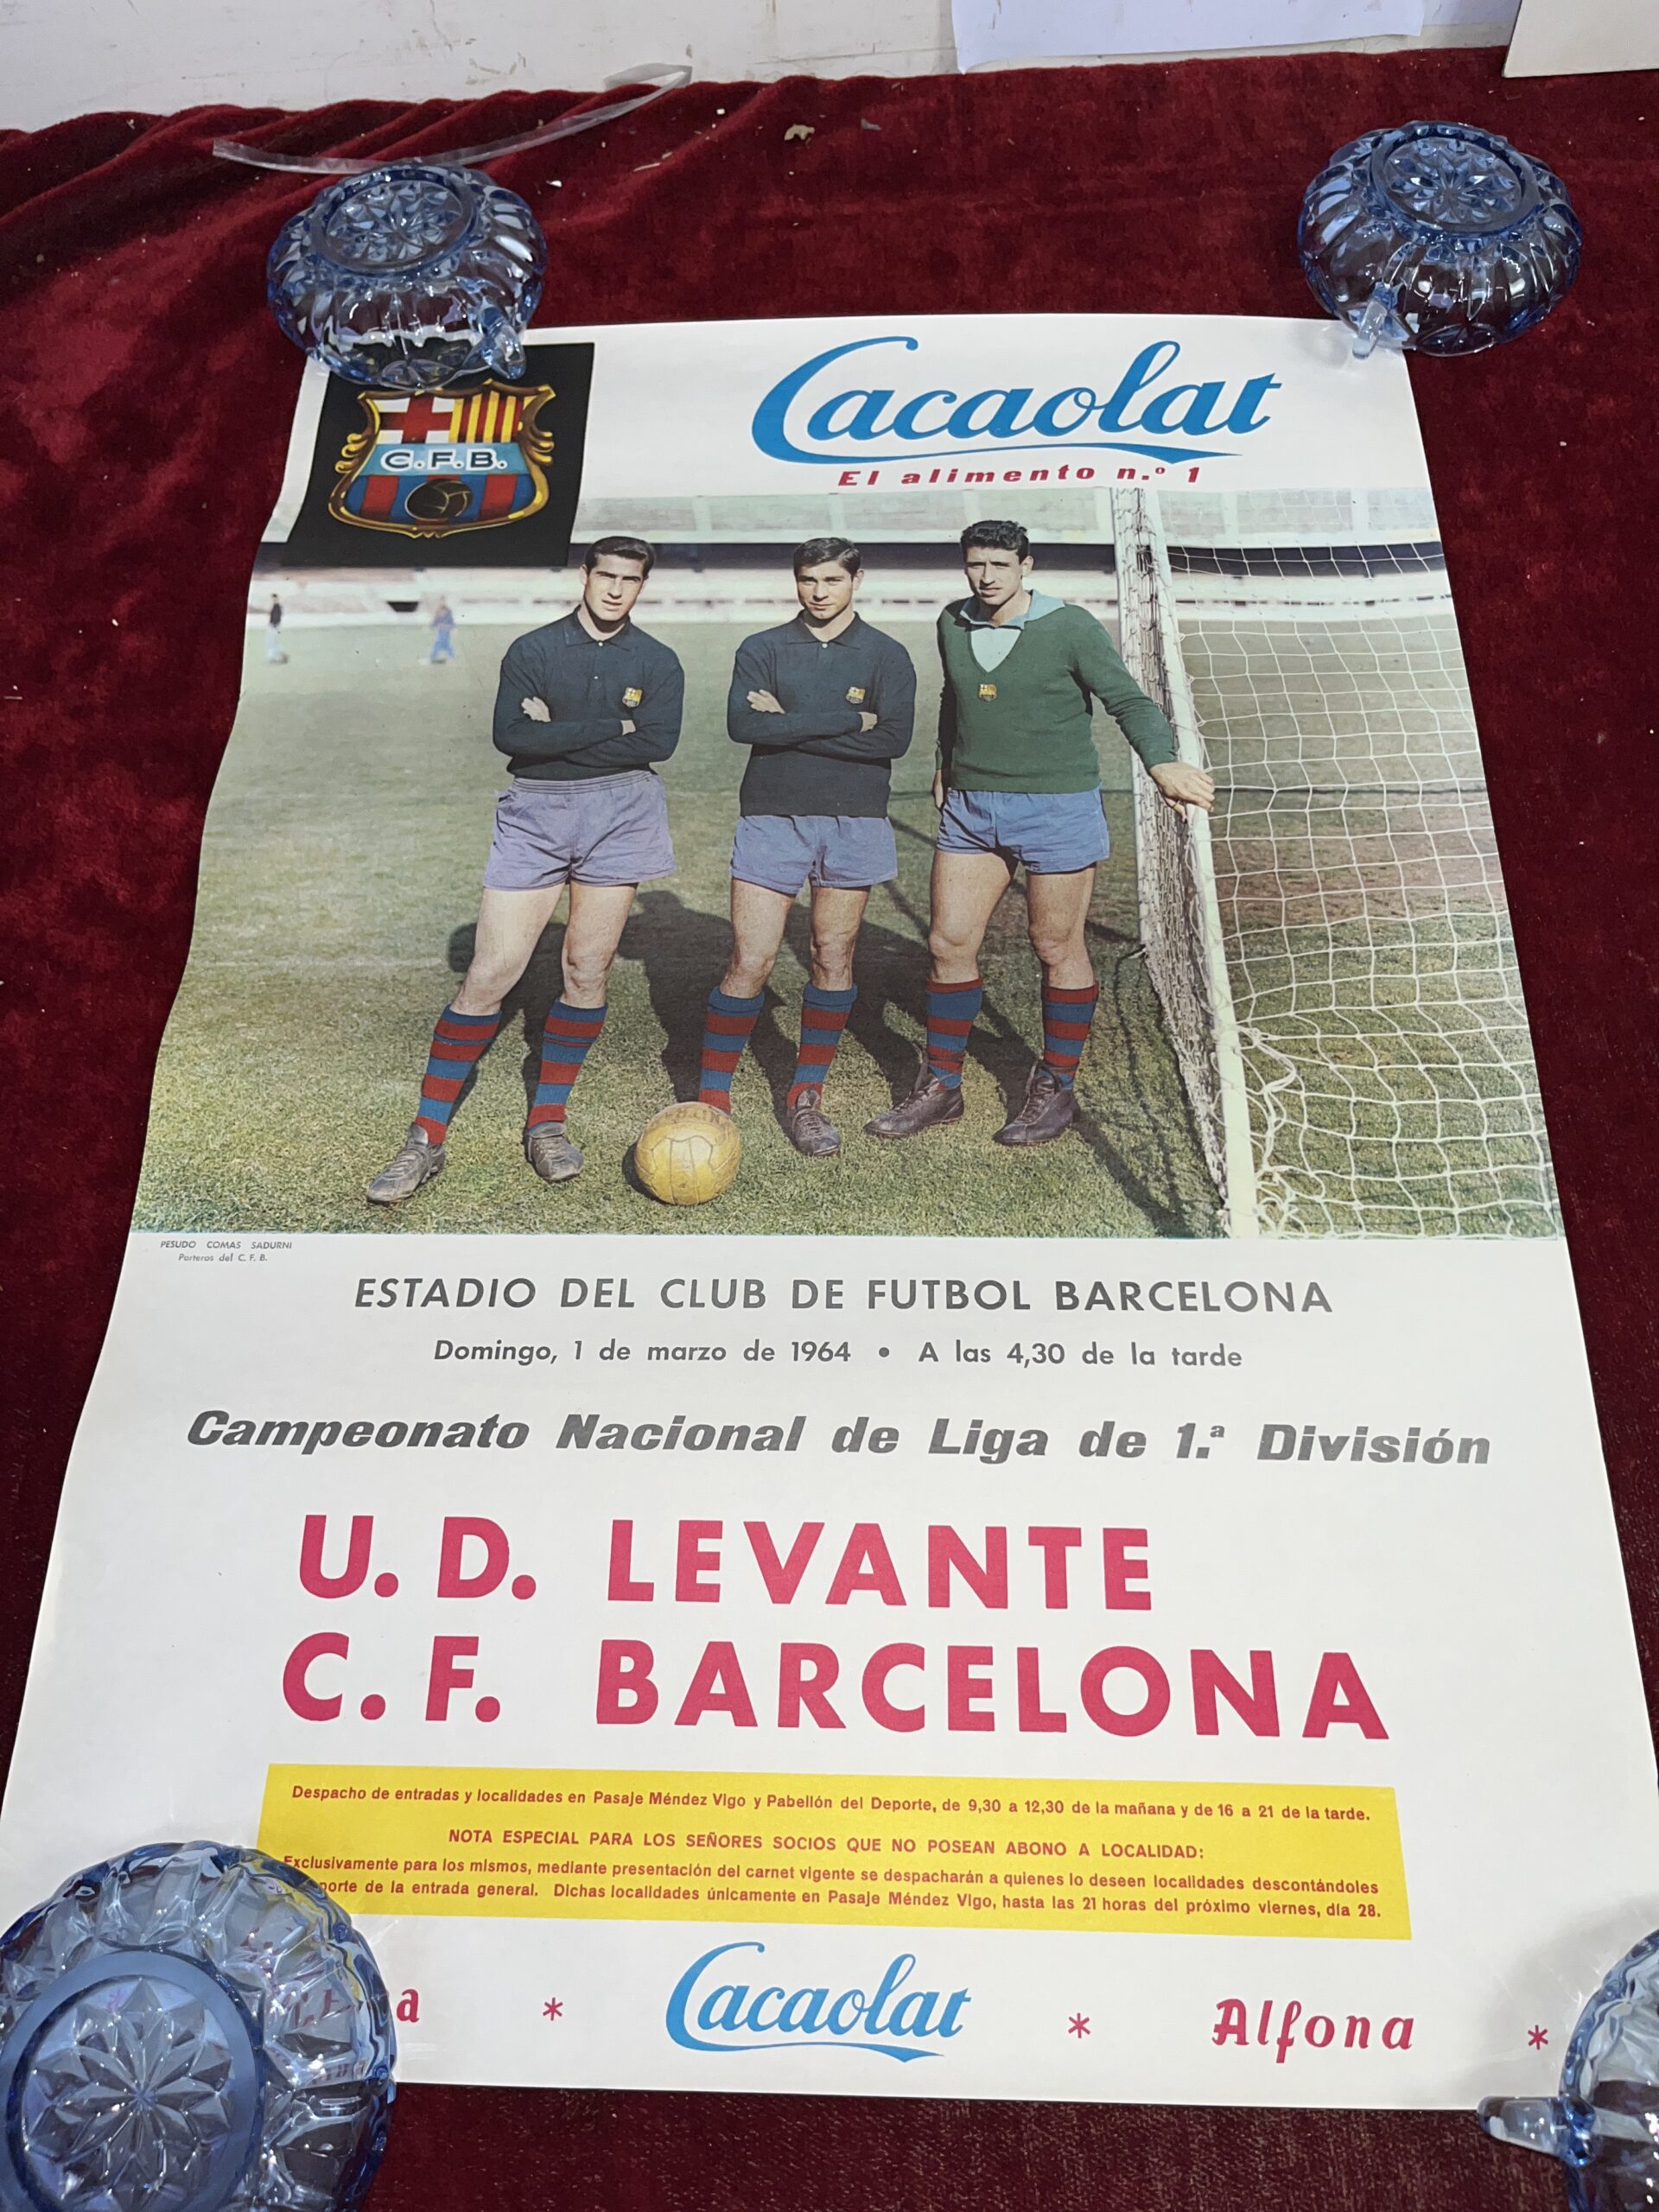 Cacaolat
El alimento n.º 1
C.F.B.
PESUDO COMAS SADURNI
Porteros del C. F. B.
ESTADIO DEL CLUB DE FUTBOL BARCELONA
Domingo, 1 de marzo de 1964 • A las 4,30 de la tarde
Campeonato Nacional de Liga de 1.ª División
U. D. LEVANTE
C. F. BARCELONA
Despacho de entradas y localidades en Pasaje Méndez Vigo y Pabellón del Deporte, de 9,30 a 12,30 de la mañana y de 16 a 21 de la tarde.
NOTA ESPECIAL PARA LOS SEÑORES SOCIOS QUE NO POSEAN ABONO A LOCALIDAD:
Exclusivamente para los mismos, mediante presentación del carnet vigente se despacharán a quienes lo deseen localidades descontándoles
de la entrada general. Dichas localidades únicamente en Pasaje Méndez Vigo, hasta las 21 horas del próximo viernes, día 28.
a * Cacaolat * Alfona *